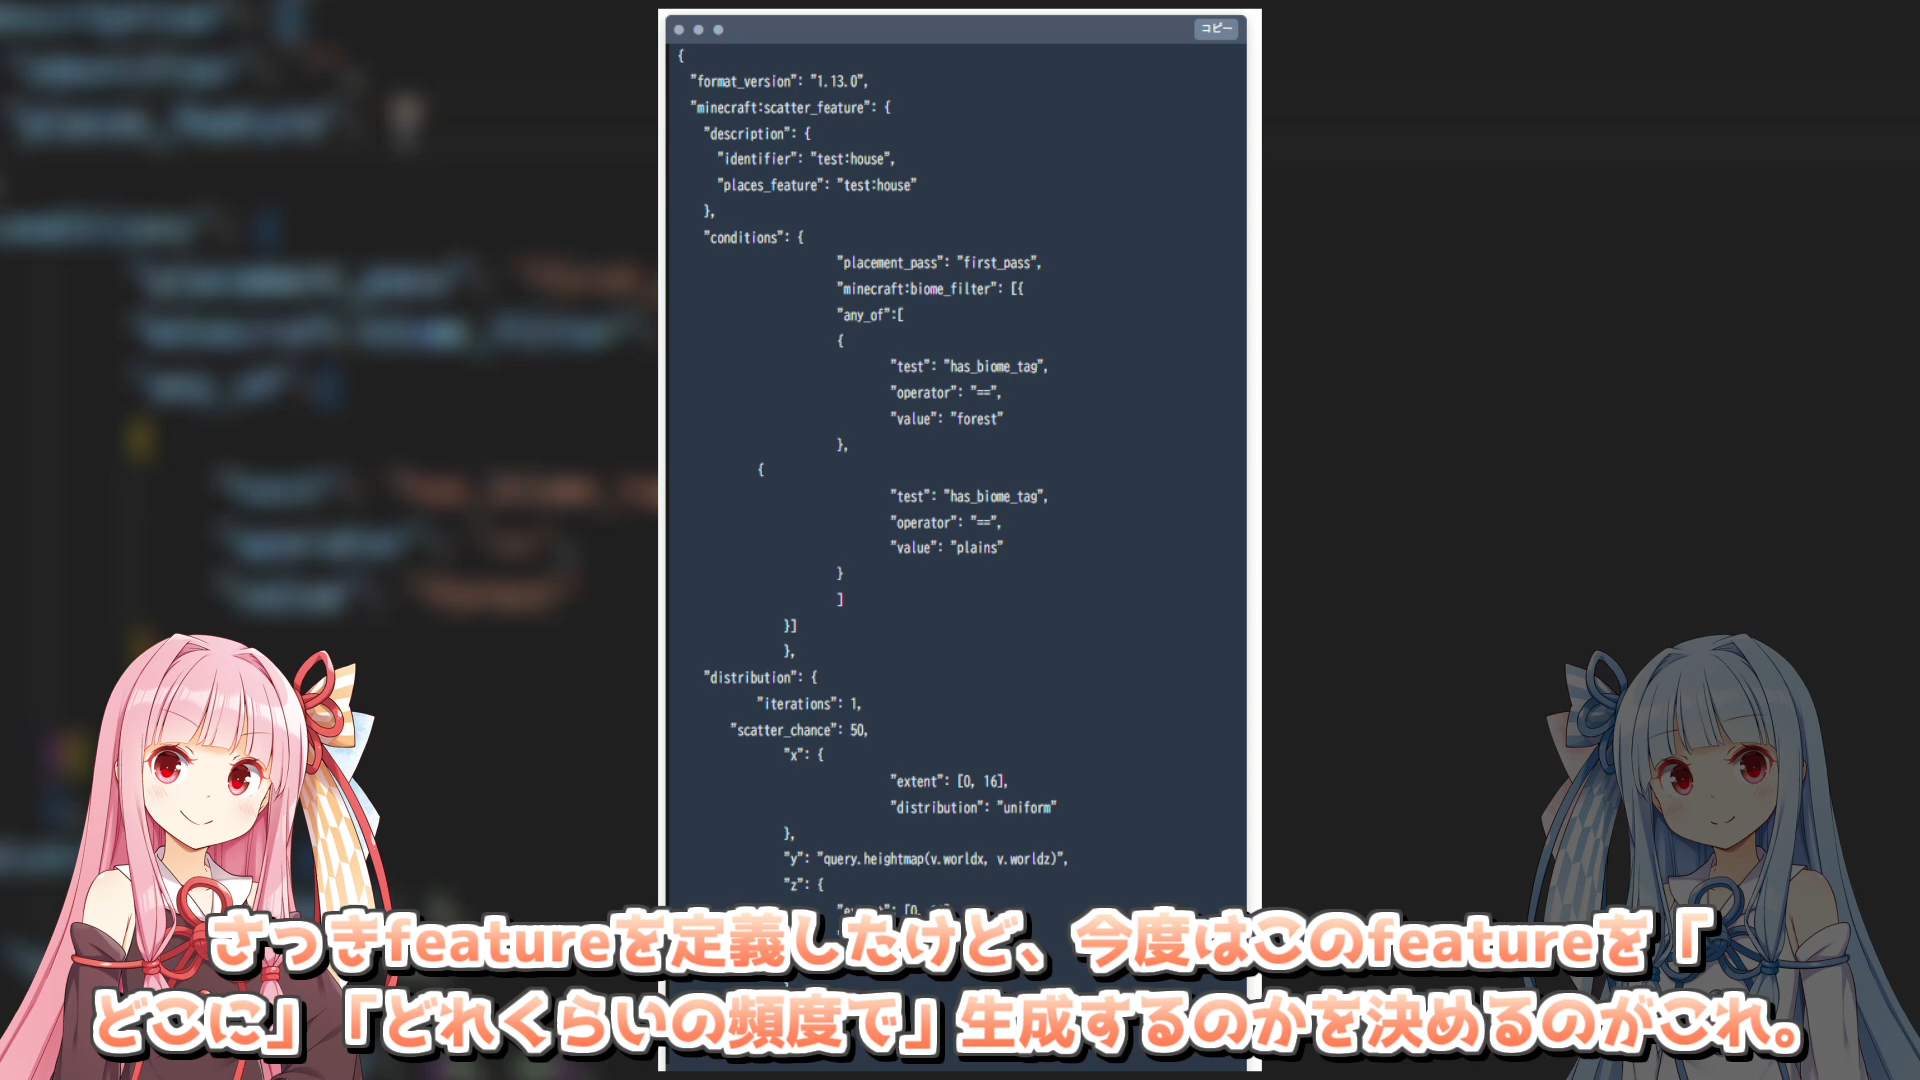 コピー
{
"format_version": "1.13.0",
"minecraft:scatter_feature": {
"description": {
"identifier": "test:house",
"places_feature": "test:house"
},
"conditions": {
"placement_pass": "first_pass",
"minecraft:biome_filter": [{
"any_of":[
{
"test": "has_biome_tag",
"operator": "==",
"value": "forest"
},
{
"test": "has_biome_tag",
"operator": "==",
"value": "plains"
}
]
}]
},
"distribution": {
"iterations": 1,
"scatter_chance": 50,
"x": {
"extent": [0, 16],
"distribution": "uniform"
},
"y": "query.heightmap(v.worldx, v.worldz)",
"z": {
さっきfeatureを定義したけど、今度はこのfeatureを「
どこに」「どれくらいの頻度で」生成するのかを決めるのがこれ。